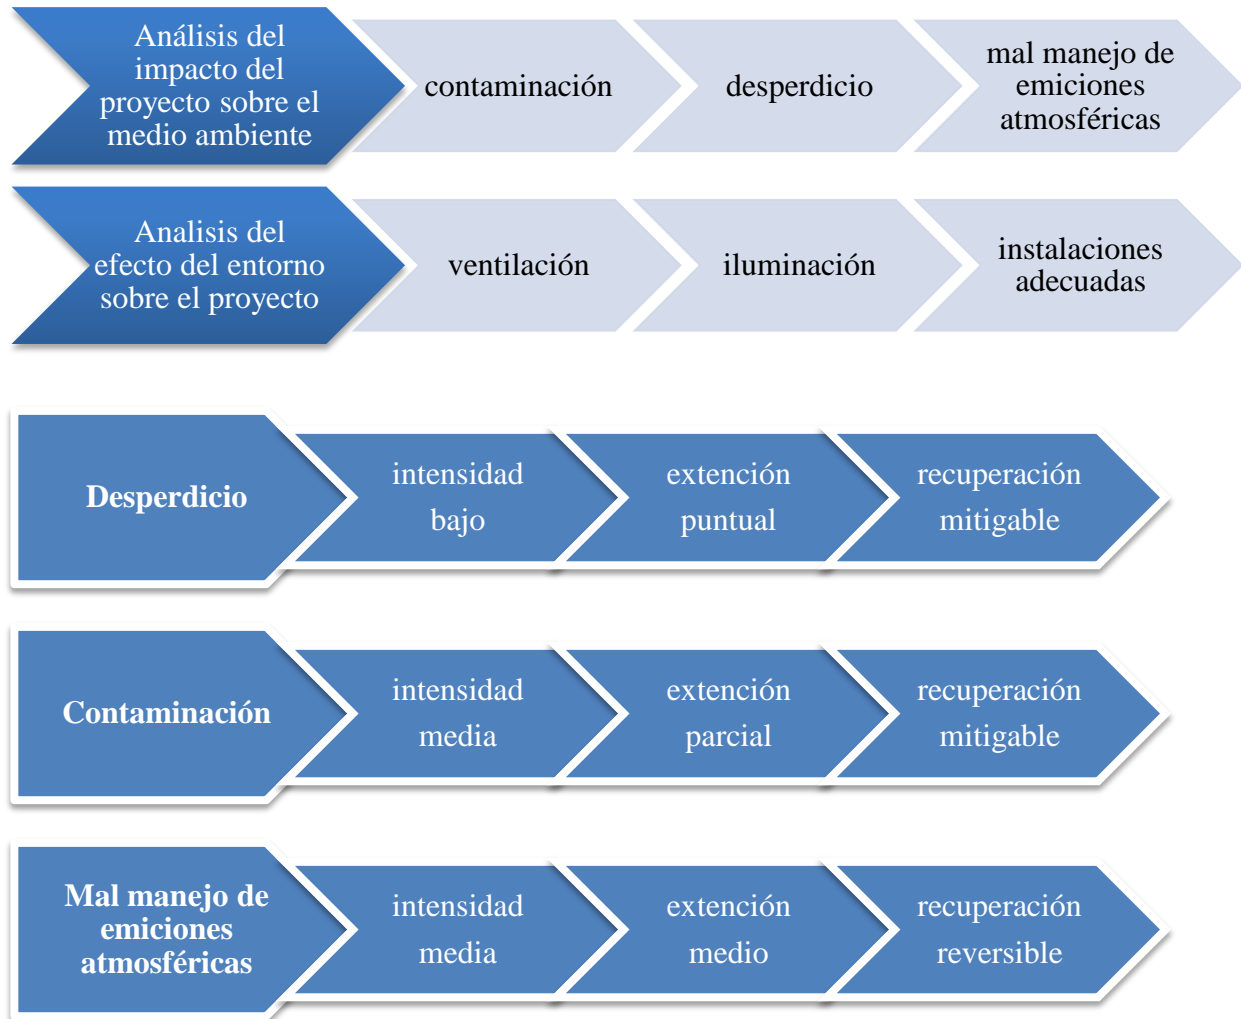 Análisis del
impacto del
proyecto sobre el
medio ambiente
contaminación
desperdicio
mal manejo de
emiciones
atmosféricas
Analisis del
efecto del entorno
sobre el proyecto
ventilación
iluminación
instalaciones
adecuadas
Desperdicio
intensidad
bajo
extención
puntual
recuperación
mitigable
Contaminación
intensidad
media
extención
parcial
recuperación
mitigable
Mal manejo de
emiciones
atmosféricas
intensidad
media
extención
medio
recuperación
reversible